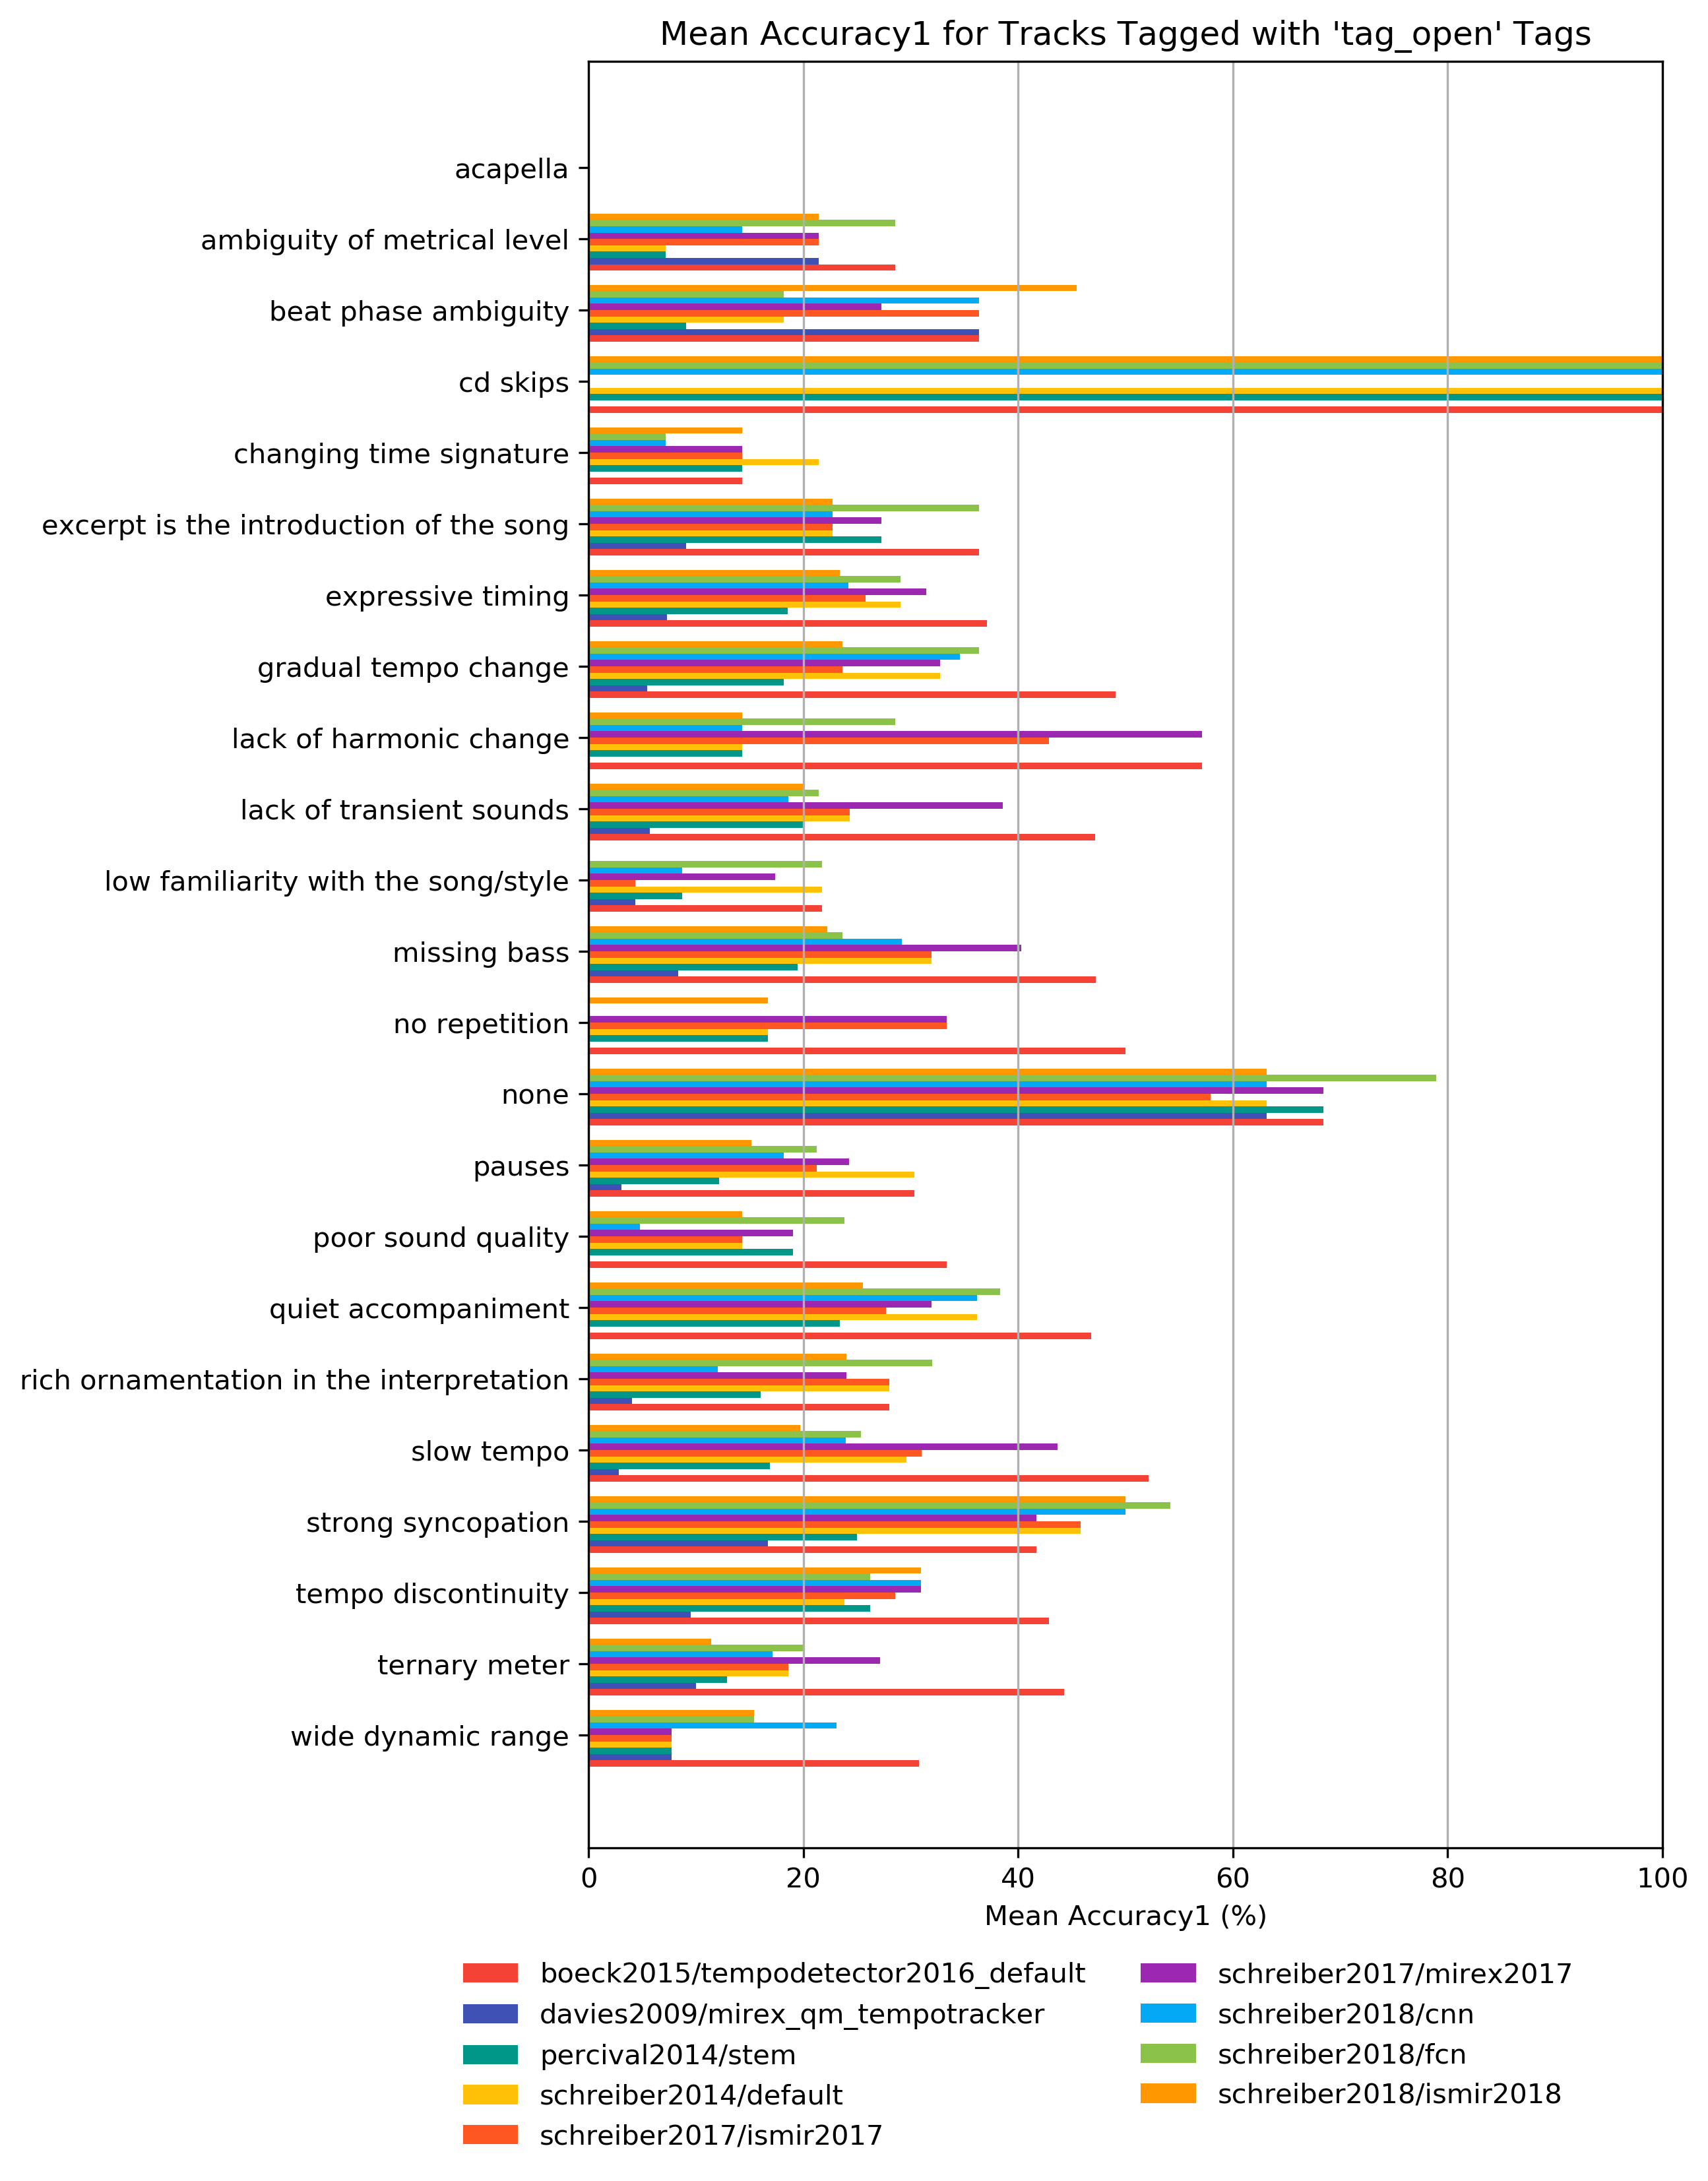 Mean Accuracy1 for Tracks Tagged with 'tag_open' Tags
acapella
ambiguity of metrical level
beat phase ambiguity
cd skips
changing time signature
excerpt is the introduction of the song
expressive timing
gradual tempo change
lack of harmonic change
lack of transient sounds
low familiarity with the song/style
missing bass
no repetition
none
pauses
poor sound quality
quiet accompaniment
rich ornamentation in the interpretation
slow tempo
strong syncopation
tempo discontinuity
ternary meter
wide dynamic range
0 20 40 60 80 100
Mean Accuracy1 (%)
boeck2015/tempodetector2016_default
davies2009/mirex_qm_tempotracker
percival2014/stem
schreiber2014/default
schreiber2017/ismir2017
schreiber2017/mirex2017
schreiber2018/cnn
schreiber2018/fcn
schreiber2018/ismir2018